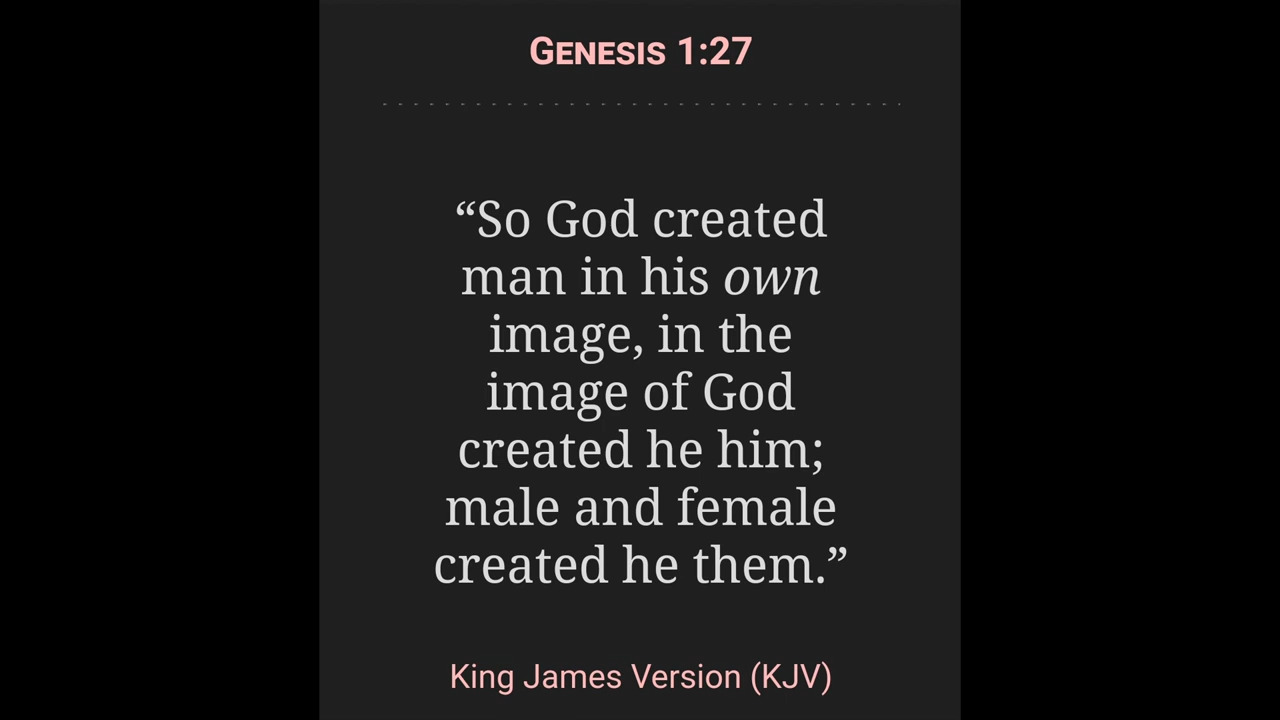 Genesis 1:27
“So God created
man in his own
image, in the
image of God
created he him;
male and female
created he them.”
King James Version (KJV)